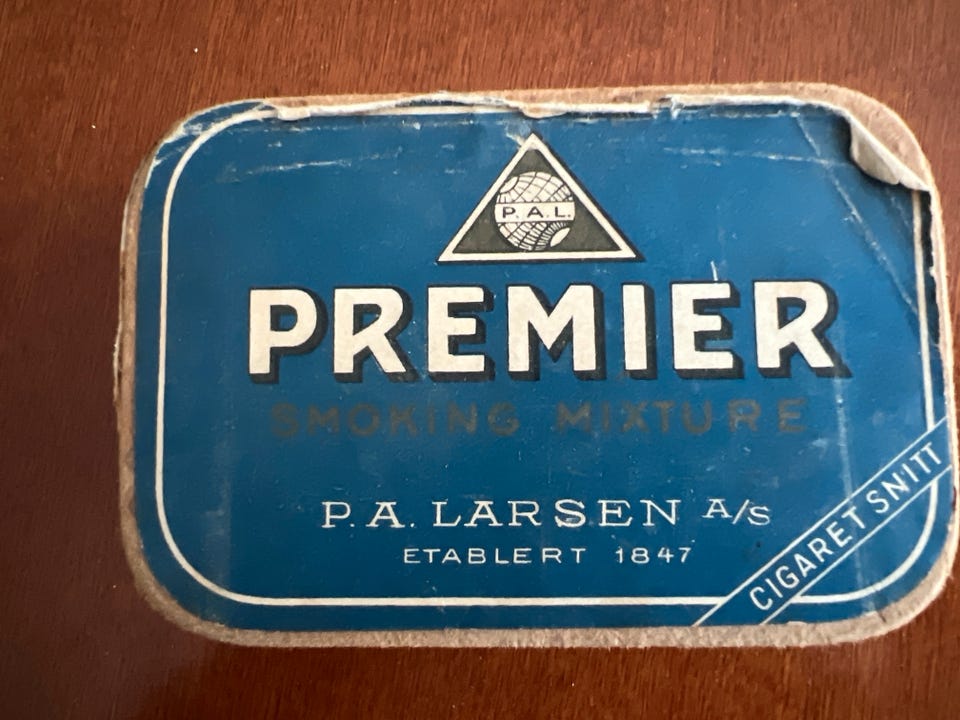 P.A.L.
PREMIER
SMOKING MIXTURE
P.A. LARSEN A/S
ETABLERT 1847
CIGARET SNITT